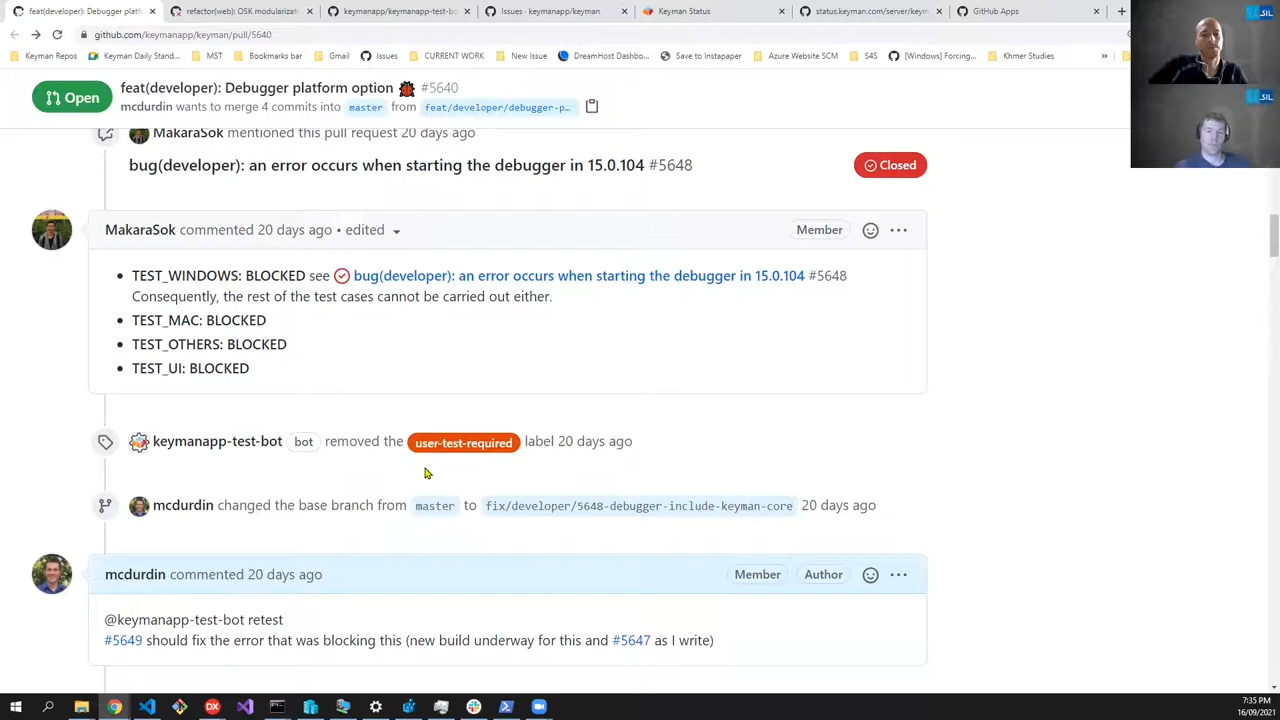 feat(developer): Debugger platf
refactor(web): OSK modularizati
keymanapp/keymanapp-test-bot
Issues · keymanapp/keyman
Keyman Status
status.keyman.com/server/keym
GitHub Apps
github.com/keymanapp/keyman/pull/5640
Keyman Repos
Keyman Daily Stand...
MST
Bookmarks bar
Gmail
Issues
CURRENT WORK
New Issue
DreamHost Dashbo...
Save to Instapaper
Azure Website SCM
S4S
[Windows] Forcing...
Khmer Studies
»
SIL
SIL
Open
feat(developer): Debugger platform option 🐞 #5640
mcdurdin wants to merge 4 commits into master from feat/developer/debugger-p…
MakaraSok mentioned this pull request 20 days ago
bug(developer): an error occurs when starting the debugger in 15.0.104 #5648
Closed
MakaraSok commented 20 days ago • edited
Member
TEST_WINDOWS: BLOCKED see bug(developer): an error occurs when starting the debugger in 15.0.104 #5648
Consequently, the rest of the test cases cannot be carried out either.
TEST_MAC: BLOCKED
TEST_OTHERS: BLOCKED
TEST_UI: BLOCKED
keymanapp-test-bot bot removed the user-test-required label 20 days ago
mcdurdin changed the base branch from master to fix/developer/5648-debugger-include-keyman-core 20 days ago
mcdurdin commented 20 days ago
Member
Author
@keymanapp-test-bot retest
#5649 should fix the error that was blocking this (new build underway for this and #5647 as I write)
DX
7:35 PM
16/09/2021